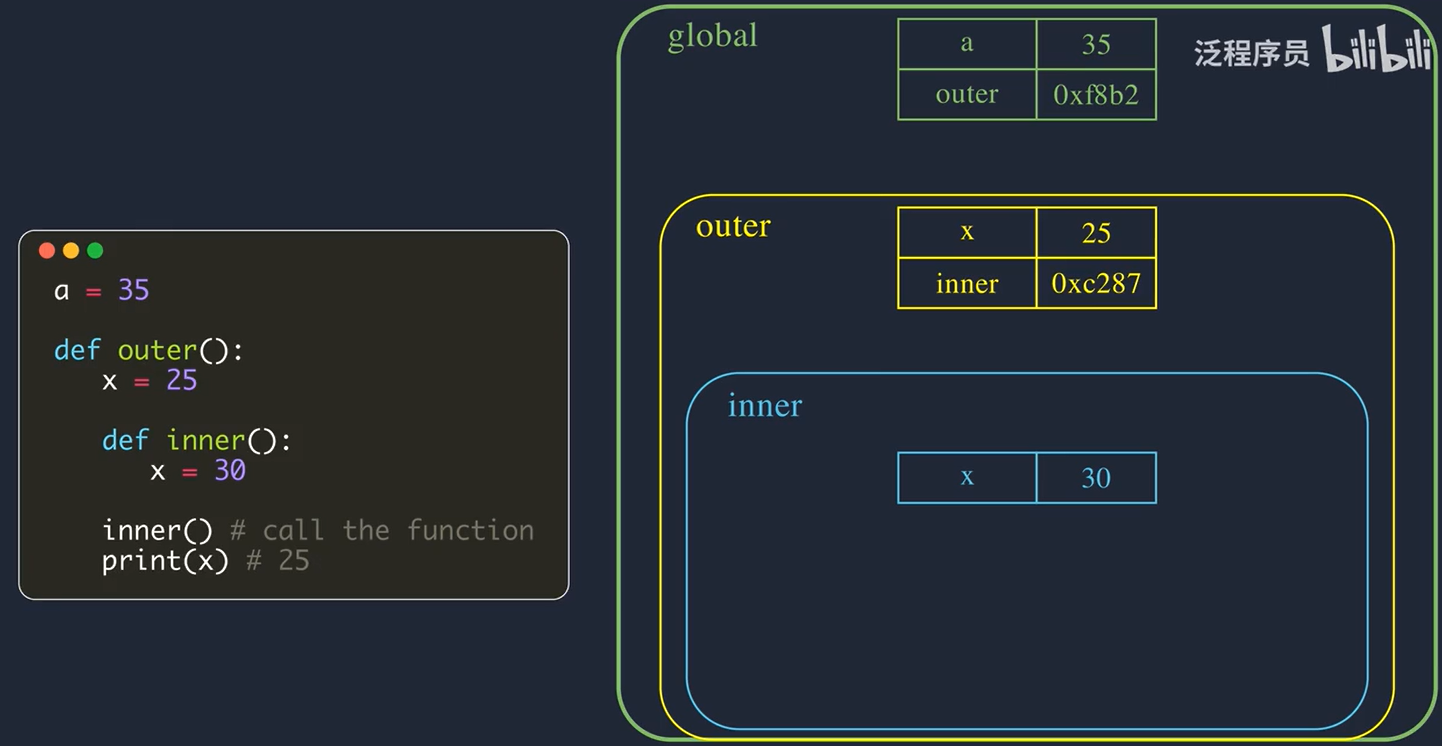 global
a 35
outer 0xf8b2
泛程序员 bilibili
outer
x 25
inner 0xc287
inner
x 30
a = 35
def outer():
x = 25
def inner():
x = 30
inner() # call the function
print(x) # 25